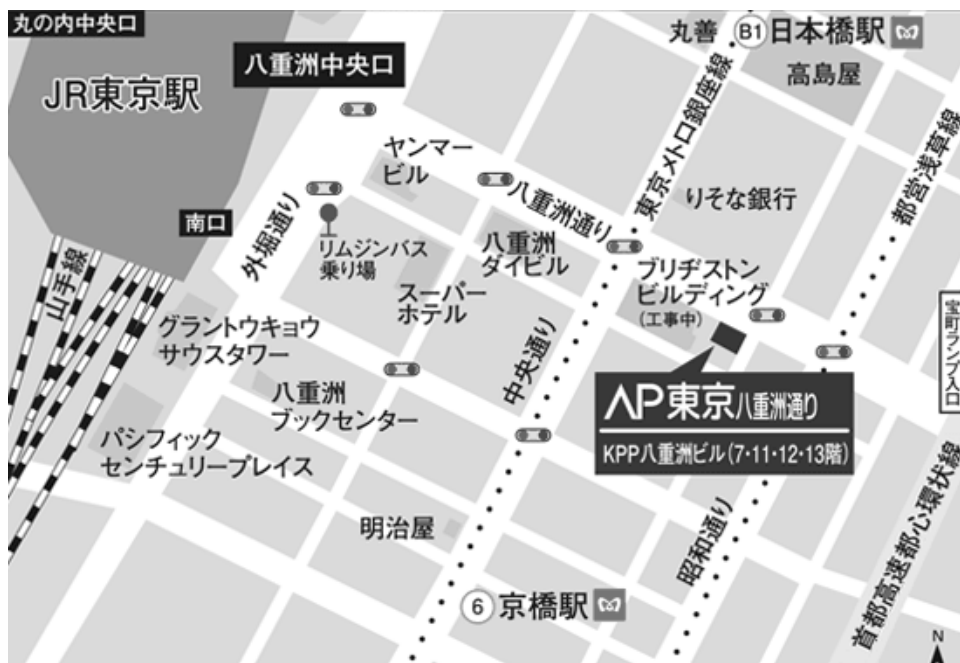 丸の内中央口
JR東京駅
八重洲中央口
丸善
B1
日本橋駅
高島屋
ヤンマー
ビル
八重洲通り
東京メトロ銀座線
都営浅草線
りそな銀行
南口
外堀通り
リムジンバス
乗り場
八重洲
ダイビル
スーパー
ホテル
ブリヂストン
ビルディング
(工事中)
山手線
グラントウキョウ
サウスタワー
中央通り
宝町ランプ入口
八重洲
ブックセンター
AP東京八重洲通り
KPP八重洲ビル(7・11・12・13階)
パシフィック
センチュリープレイス
明治屋
昭和通り
首都高速都心環状線
6
京橋駅
N